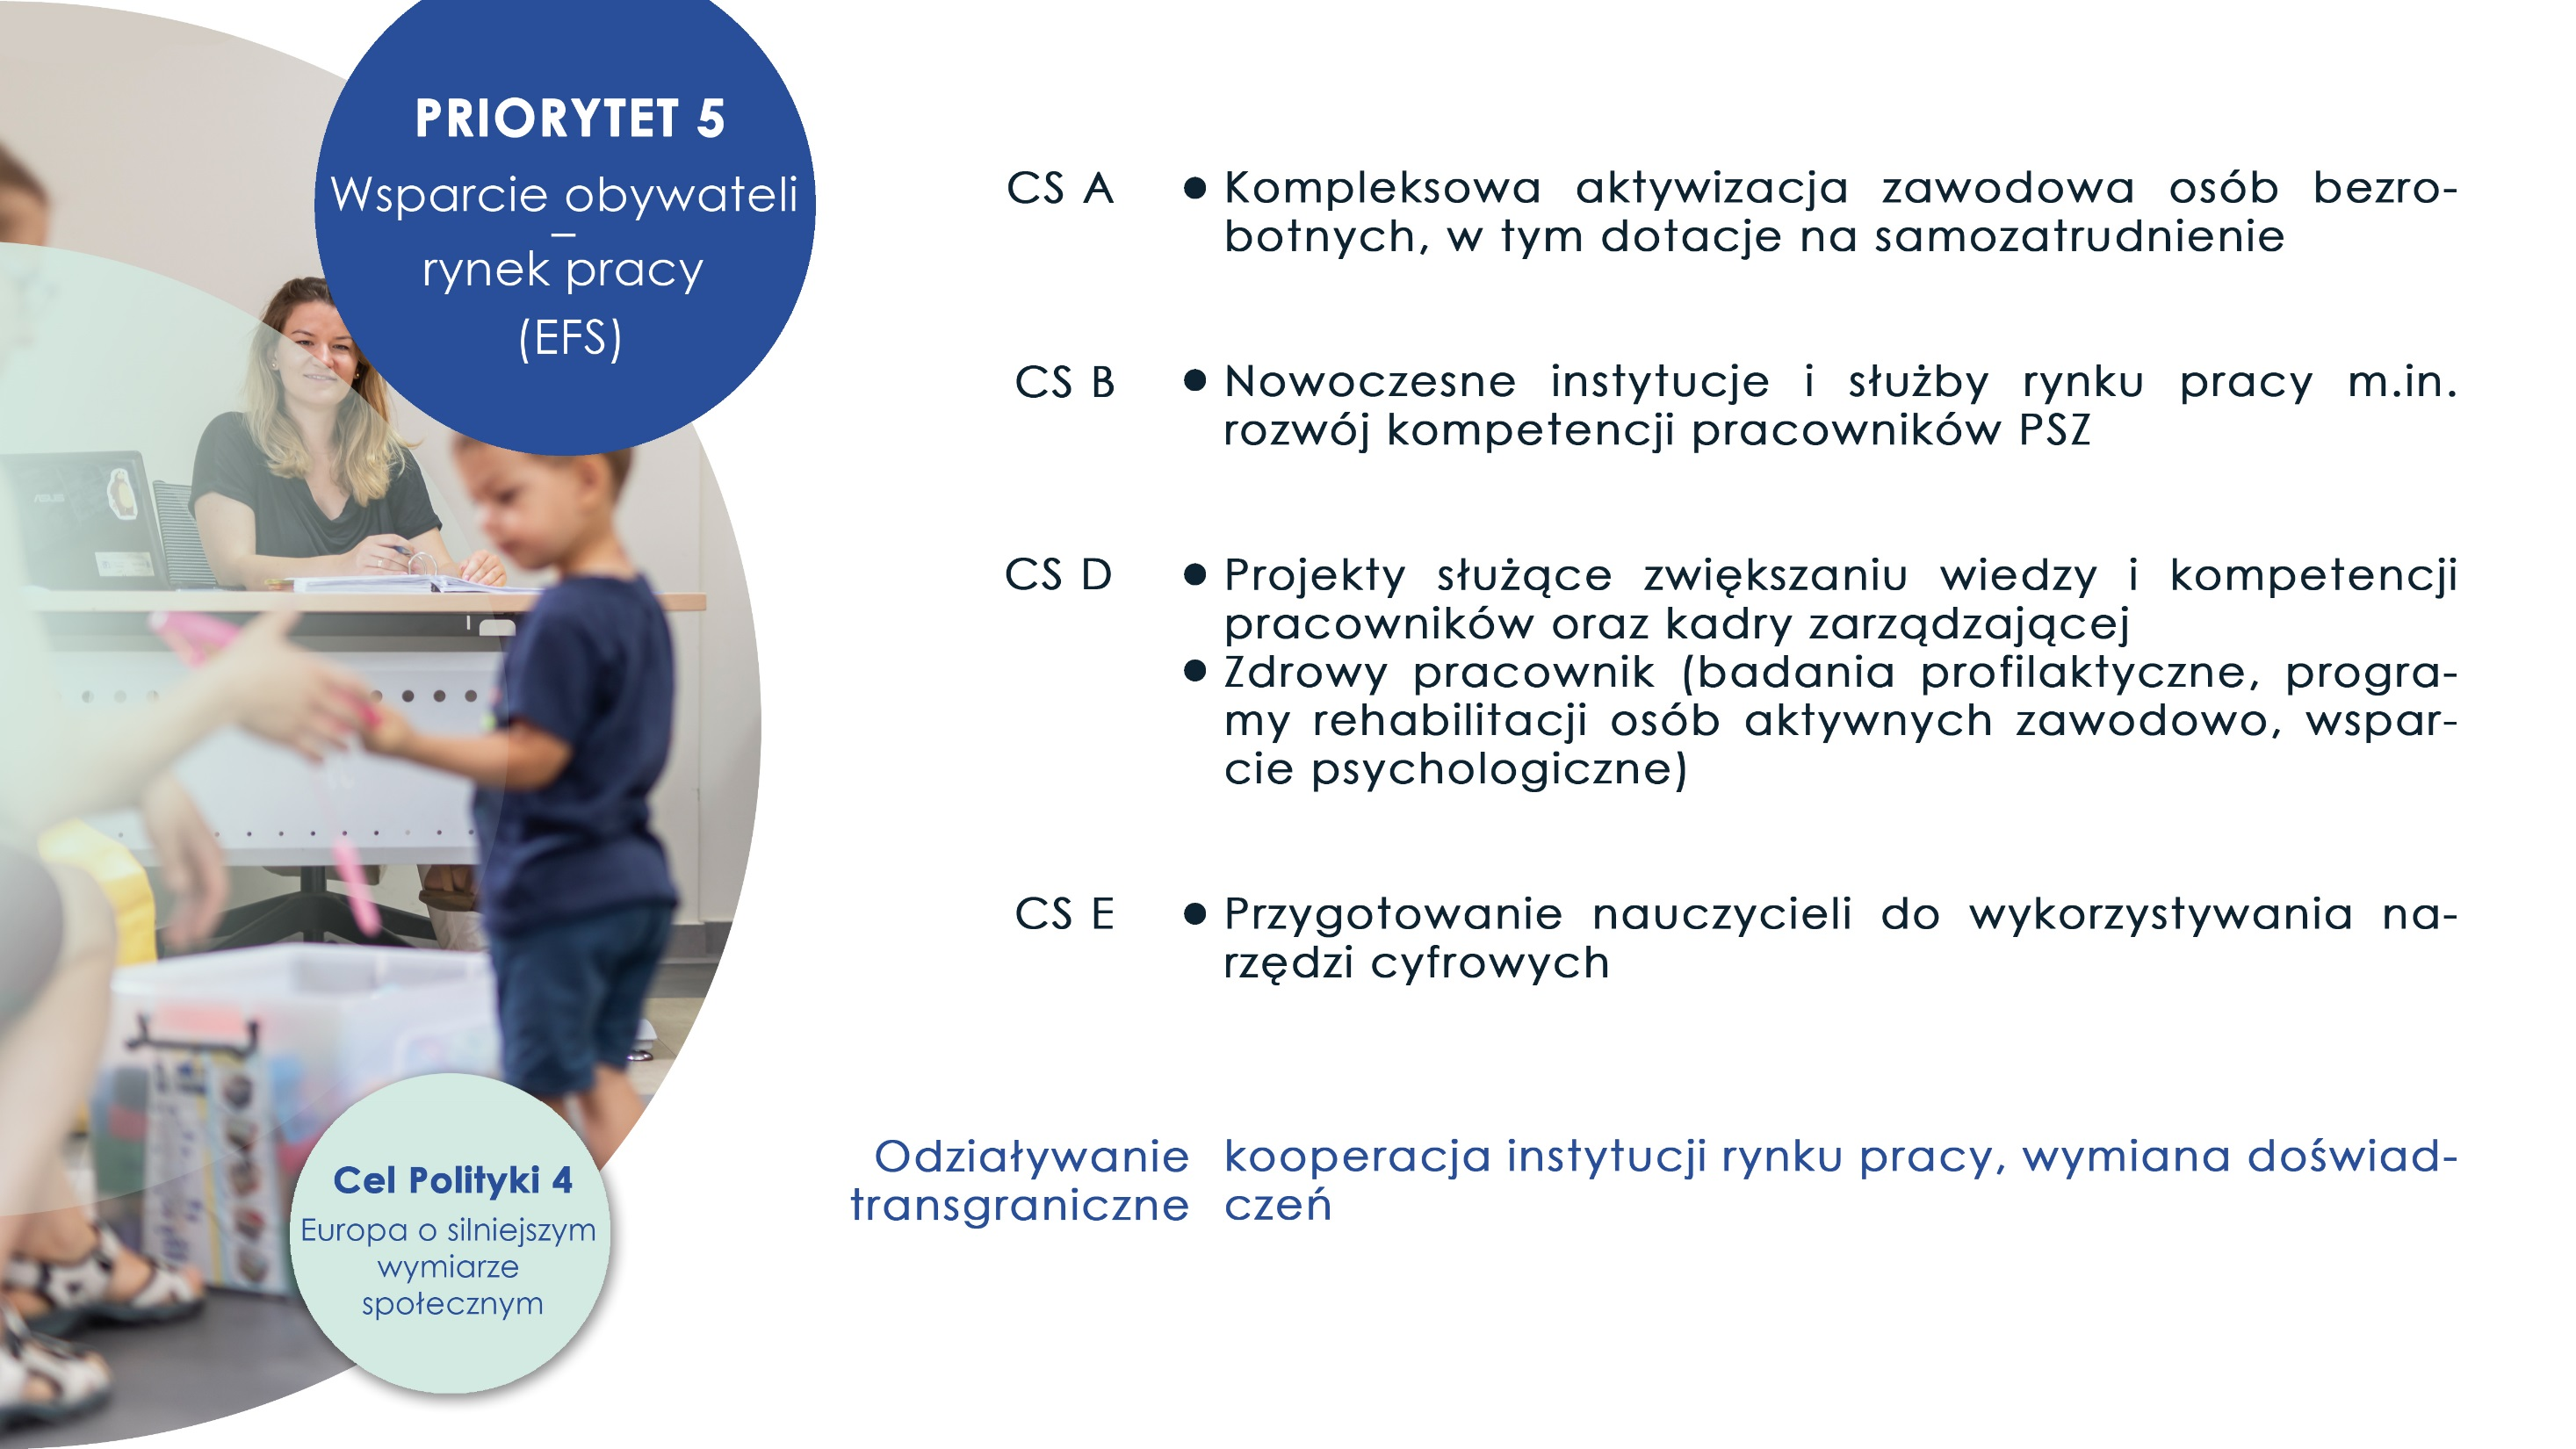 PRIORYTET 5
Wsparcie obywateli
–
rynek pracy
(EFS)
CS A
● Kompleksowa aktywizacja zawodowa osób bezro-
botnych, w tym dotacje na samozatrudnienie
CS B
● Nowoczesne instytucje i służby rynku pracy m.in.
rozwój kompetencji pracowników PSZ
CS D
● Projekty służące zwiększaniu wiedzy i kompetencji
pracowników oraz kadry zarządzającej
● Zdrowy pracownik (badania profilaktyczne, progra-
my rehabilitacji osób aktywnych zawodowo, wspar-
cie psychologiczne)
CS E
● Przygotowanie nauczycieli do wykorzystywania na-
rzędzi cyfrowych
Odziaływanie
transgraniczne
kooperacja instytucji rynku pracy, wymiana doświad-
czeń
Cel Polityki 4
Europa o silniejszym
wymiarze
społecznym
ASUS